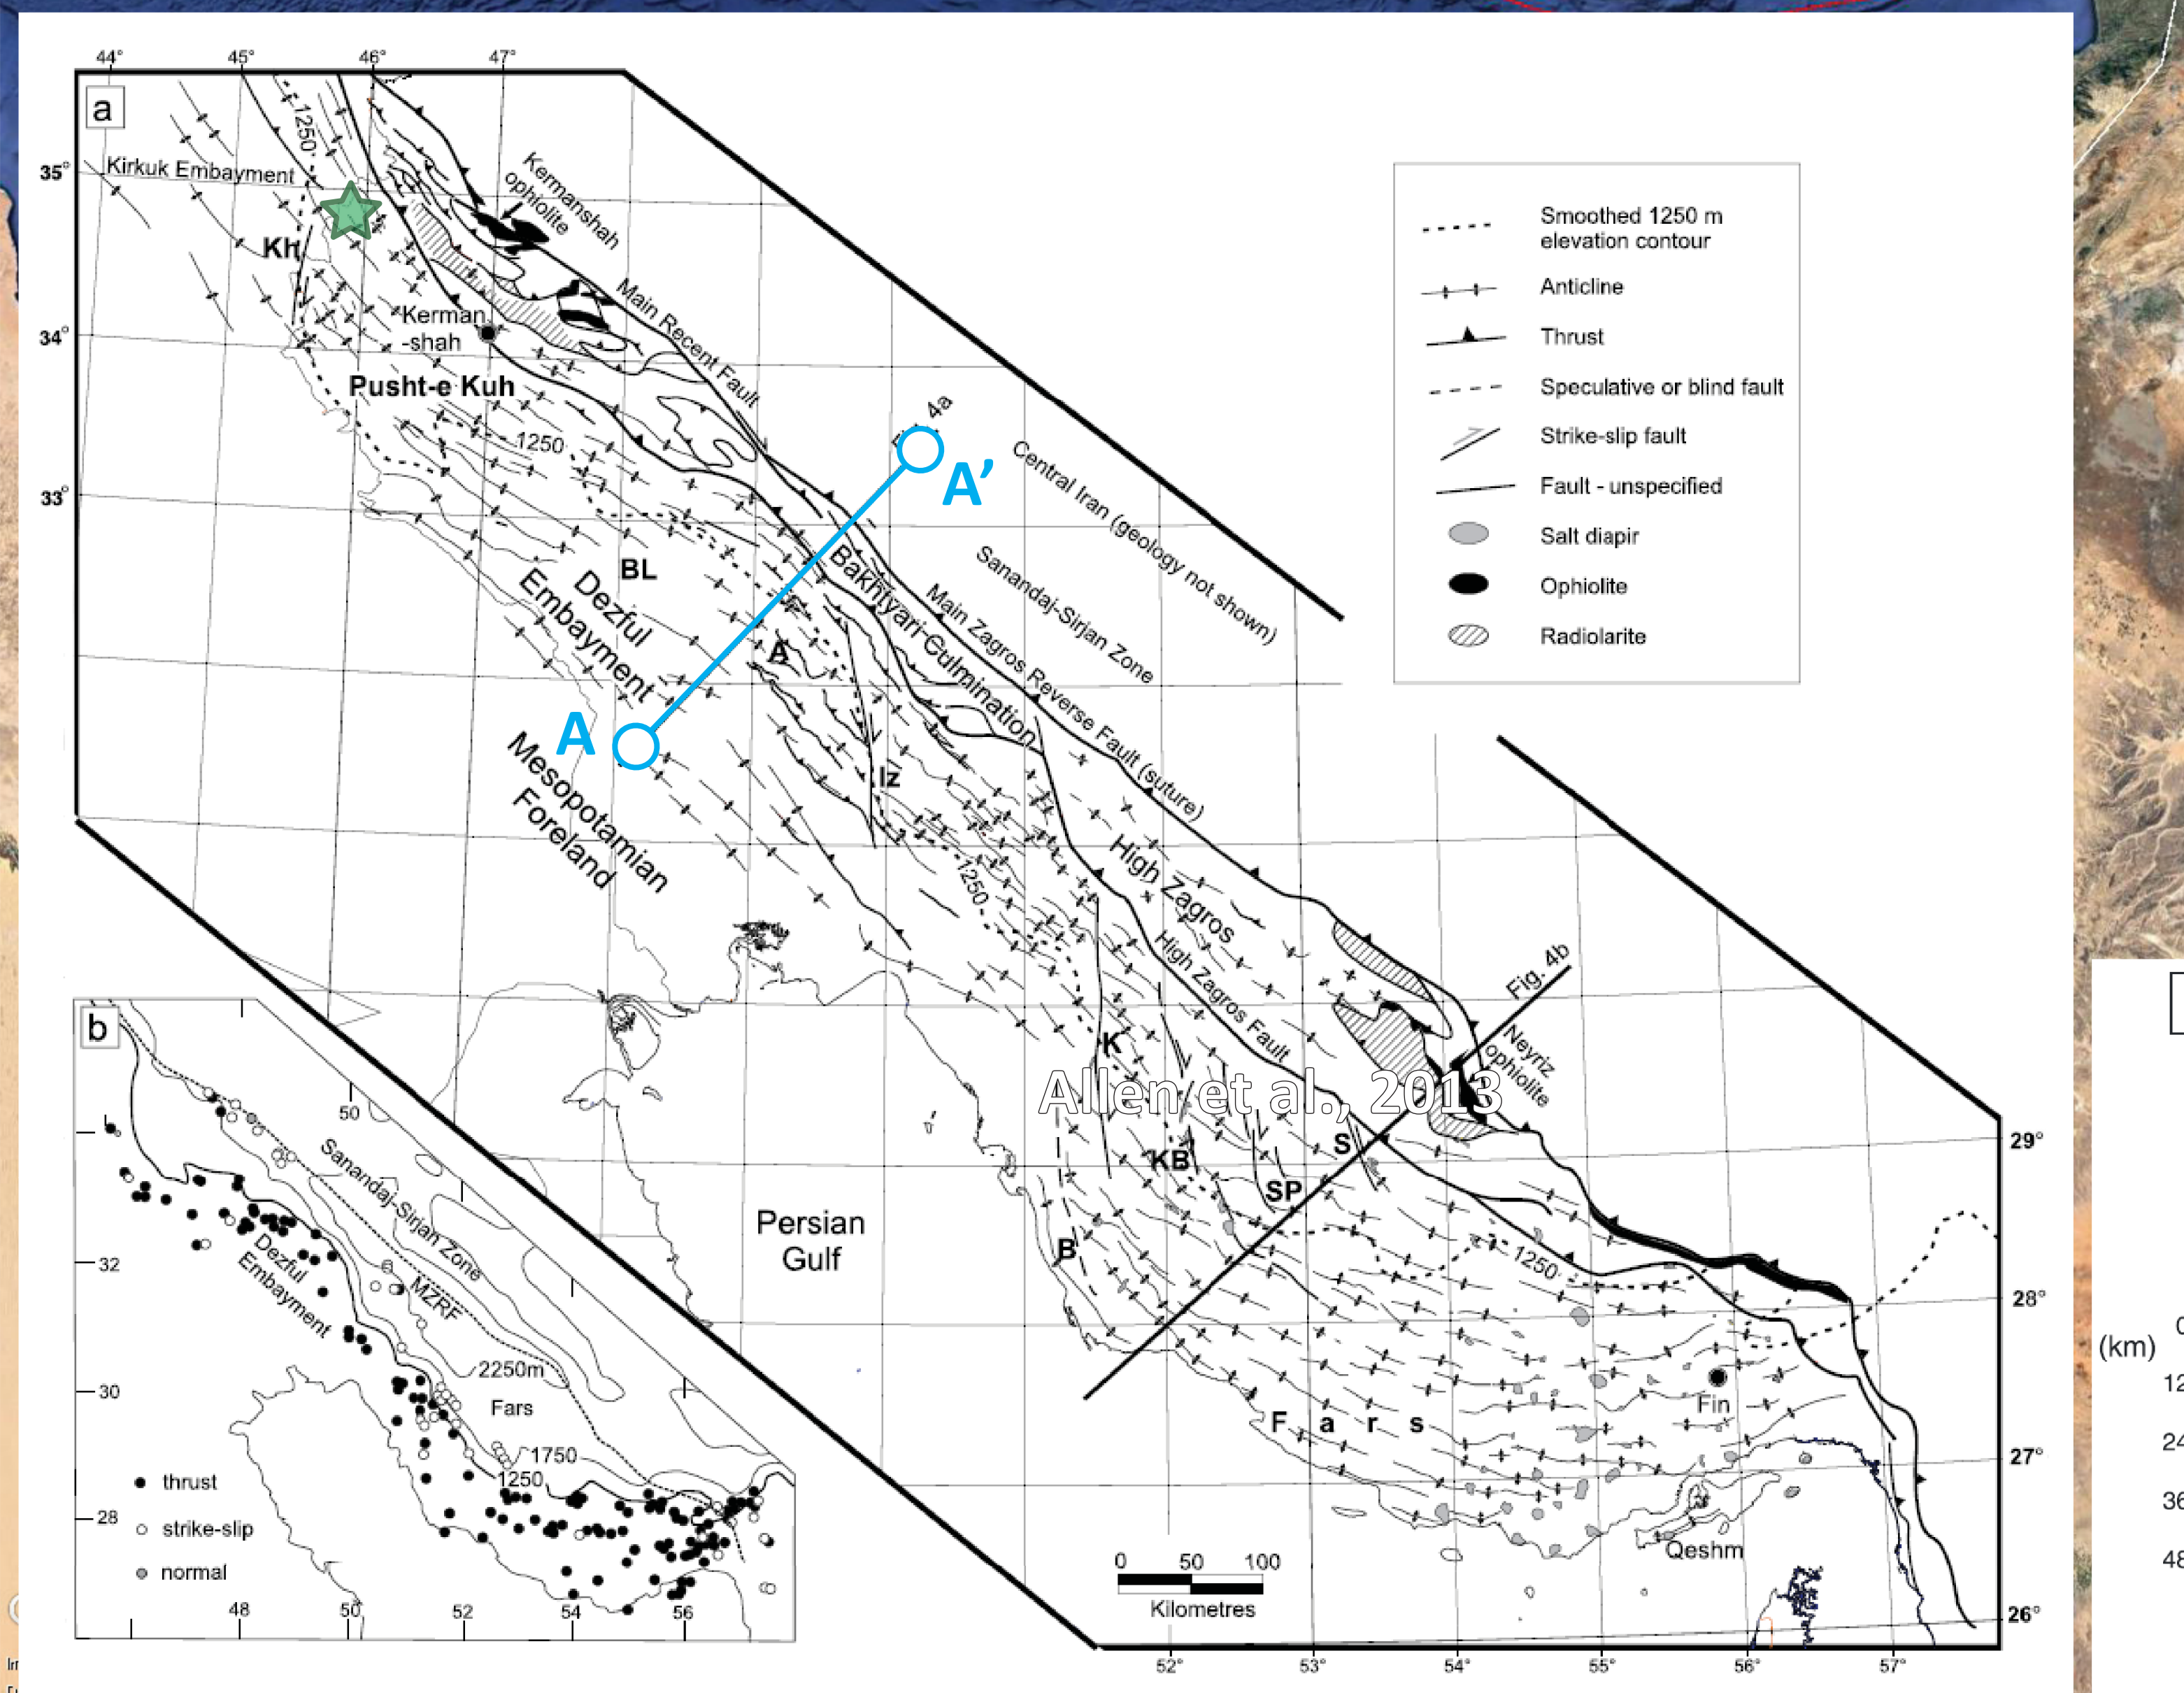 44°
45°
46°
47°
a
1250
Kirkuk Embayment
35°
Kermanshah
ophiolite
Kh
34°
Kerman
-shah
Main Recent Fault
Pusht-e Kuh
1250
4a
A'
33°
Central Iran (geology not shown)
BL
Dezful
Embayment
Bakhtyari Culmination
Sanandaj-Sirjan Zone
Main Zagros Reverse Fault (suture)
A
A
Mesopotamian
Foreland
Iz
1250
High Zagros
High Zagros Fault
Fig. 4b
Neyriz
ophiolite
K
Allen et al., 2013
KB
S
SP
B
Persian
Gulf
1250
Fin
F a r s
Qeshm
0 50 100
Kilometres
29°
28°
27°
26°
52°
53°
54°
55°
56°
57°
Smoothed 1250 m
elevation contour
Anticline
Thrust
Speculative or blind fault
Strike-slip fault
Fault - unspecified
Salt diapir
Ophiolite
Radiolarite
b
50
Sanandaj-Sirjan Zone
Dezful
Embayment
MZRF
32
30
28
2250m
Fars
1750
1250
thrust
strike-slip
normal
48
50
52
54
56
(km)